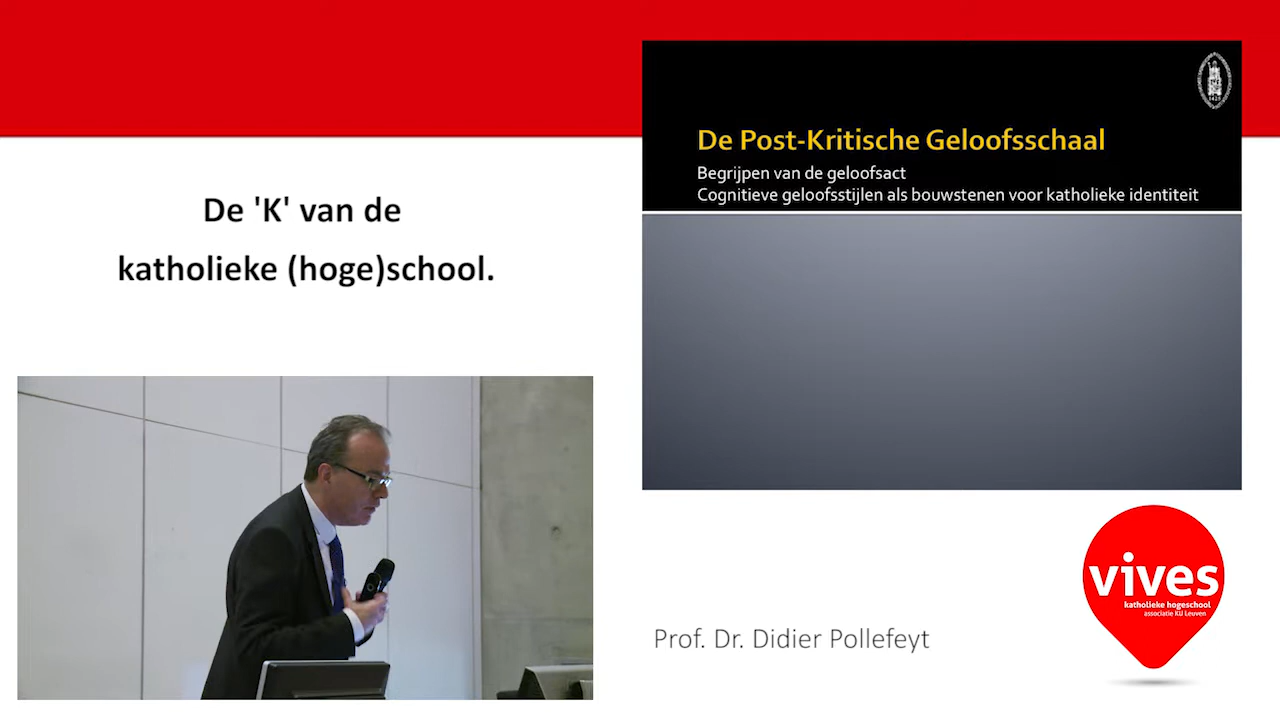 De 'K' van de
katholieke (hoge)school.
De Post-Kritische Geloofsschaal
Begrijpen van de geloofsact
Cognitieve geloofsstijlen als bouwstenen voor katholieke identiteit
1425
Prof. Dr. Didier Pollefeyt
vives
katholieke hogeschool
associatie KU Leuven